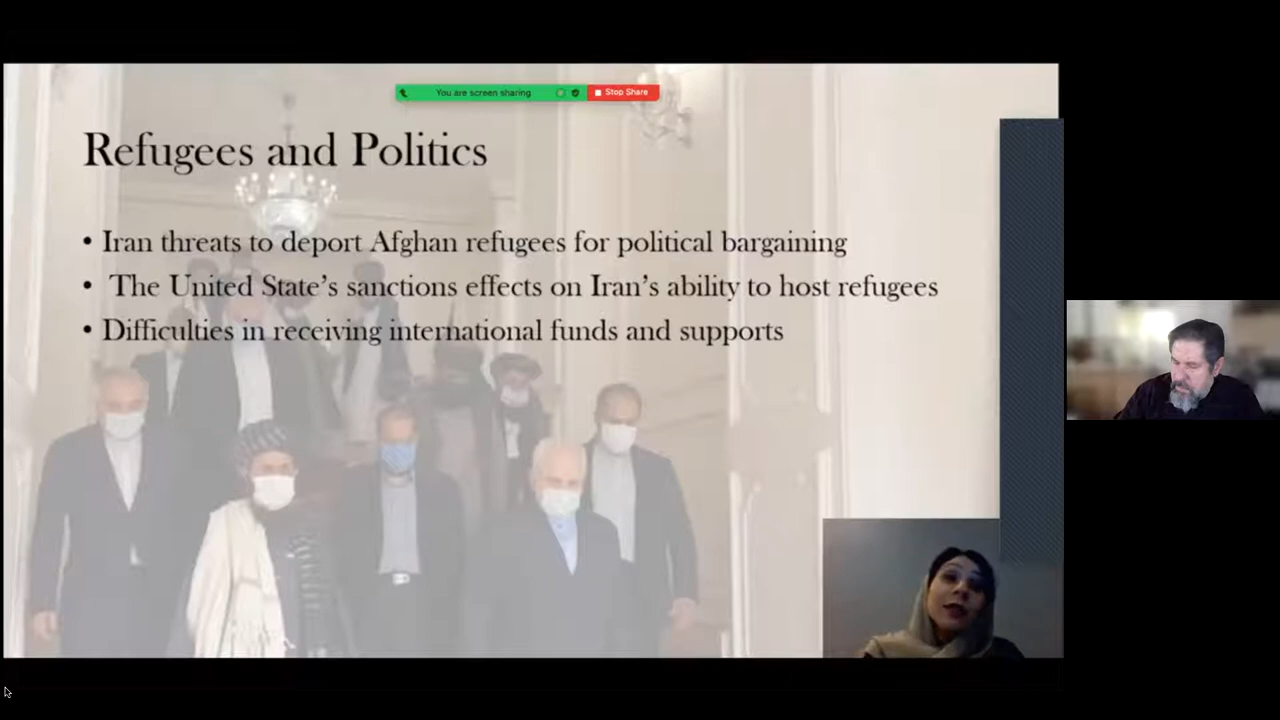 You are screen sharing
Stop Share
Refugees and Politics
• Iran threats to deport Afghan refugees for political bargaining
• The United State’s sanctions effects on Iran’s ability to host refugees
• Difficulties in receiving international funds and supports